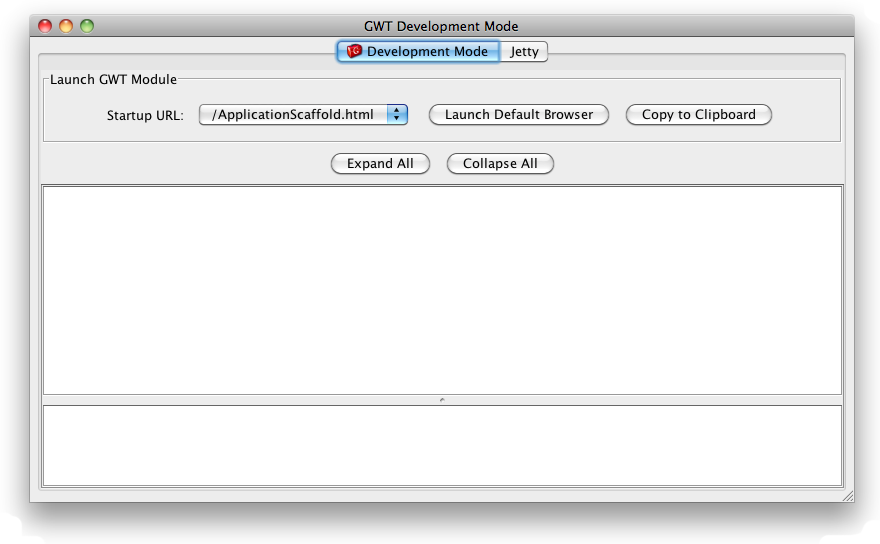 GWT Development Mode
Development Mode Jetty
Launch GWT Module
Startup URL: /ApplicationScaffold.html Launch Default Browser Copy to Clipboard
Expand All Collapse All